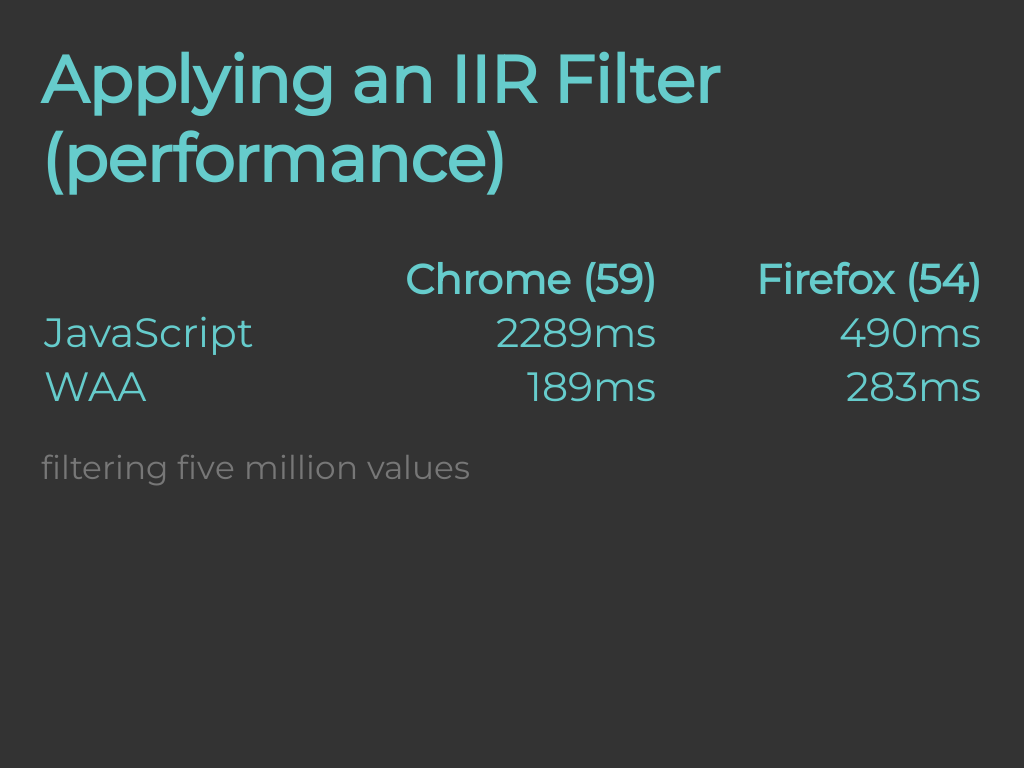 Applying an IIR Filter
(performance)
Chrome (59) Firefox (54)
JavaScript 2289ms 490ms
WAA 189ms 283ms
filtering five million values